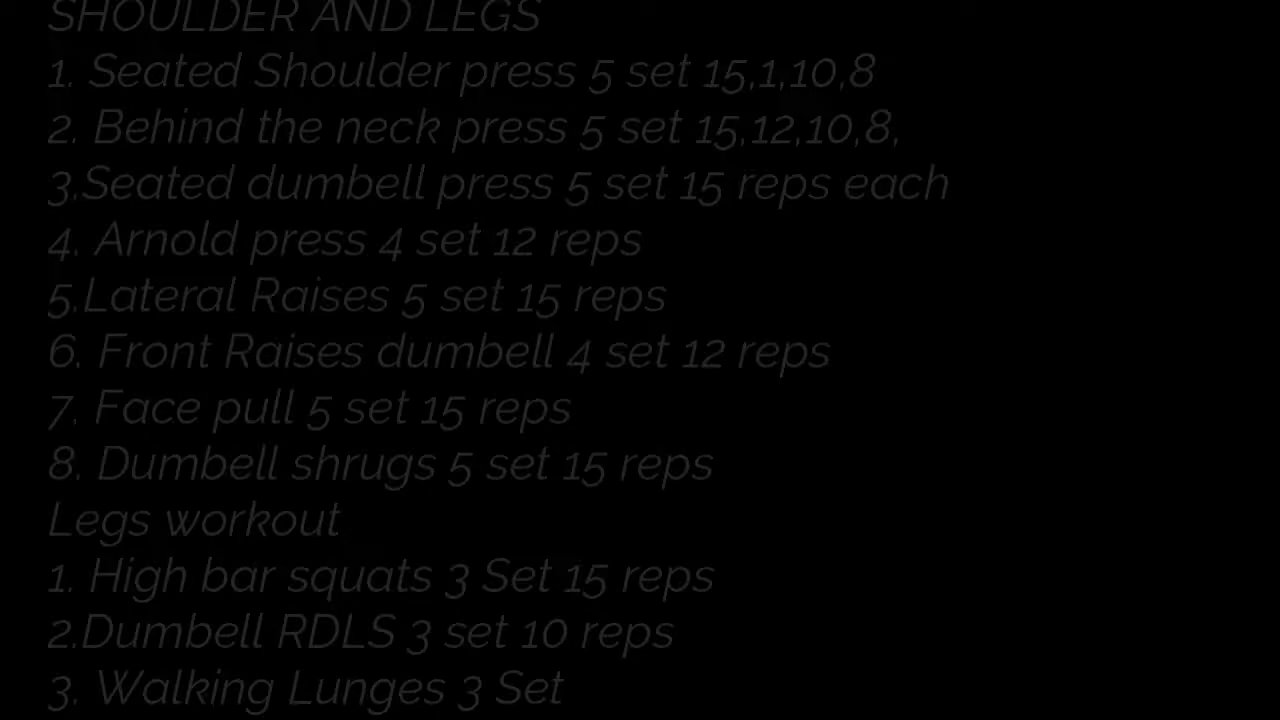 SHOULDER AND LEGS
1. Seated Shoulder press 5 set 15,1,10,8
2. Behind the neck press 5 set 15,12,10,8,
3.Seated dumbell press 5 set 15 reps each
4. Arnold press 4 set 12 reps
5.Lateral Raises 5 set 15 reps
6. Front Raises dumbell 4 set 12 reps
7. Face pull 5 set 15 reps
8. Dumbell shrugs 5 set 15 reps
Legs workout
1. High bar squats 3 Set 15 reps
2.Dumbell RDLS 3 set 10 reps
3. Walking Lunges 3 Set